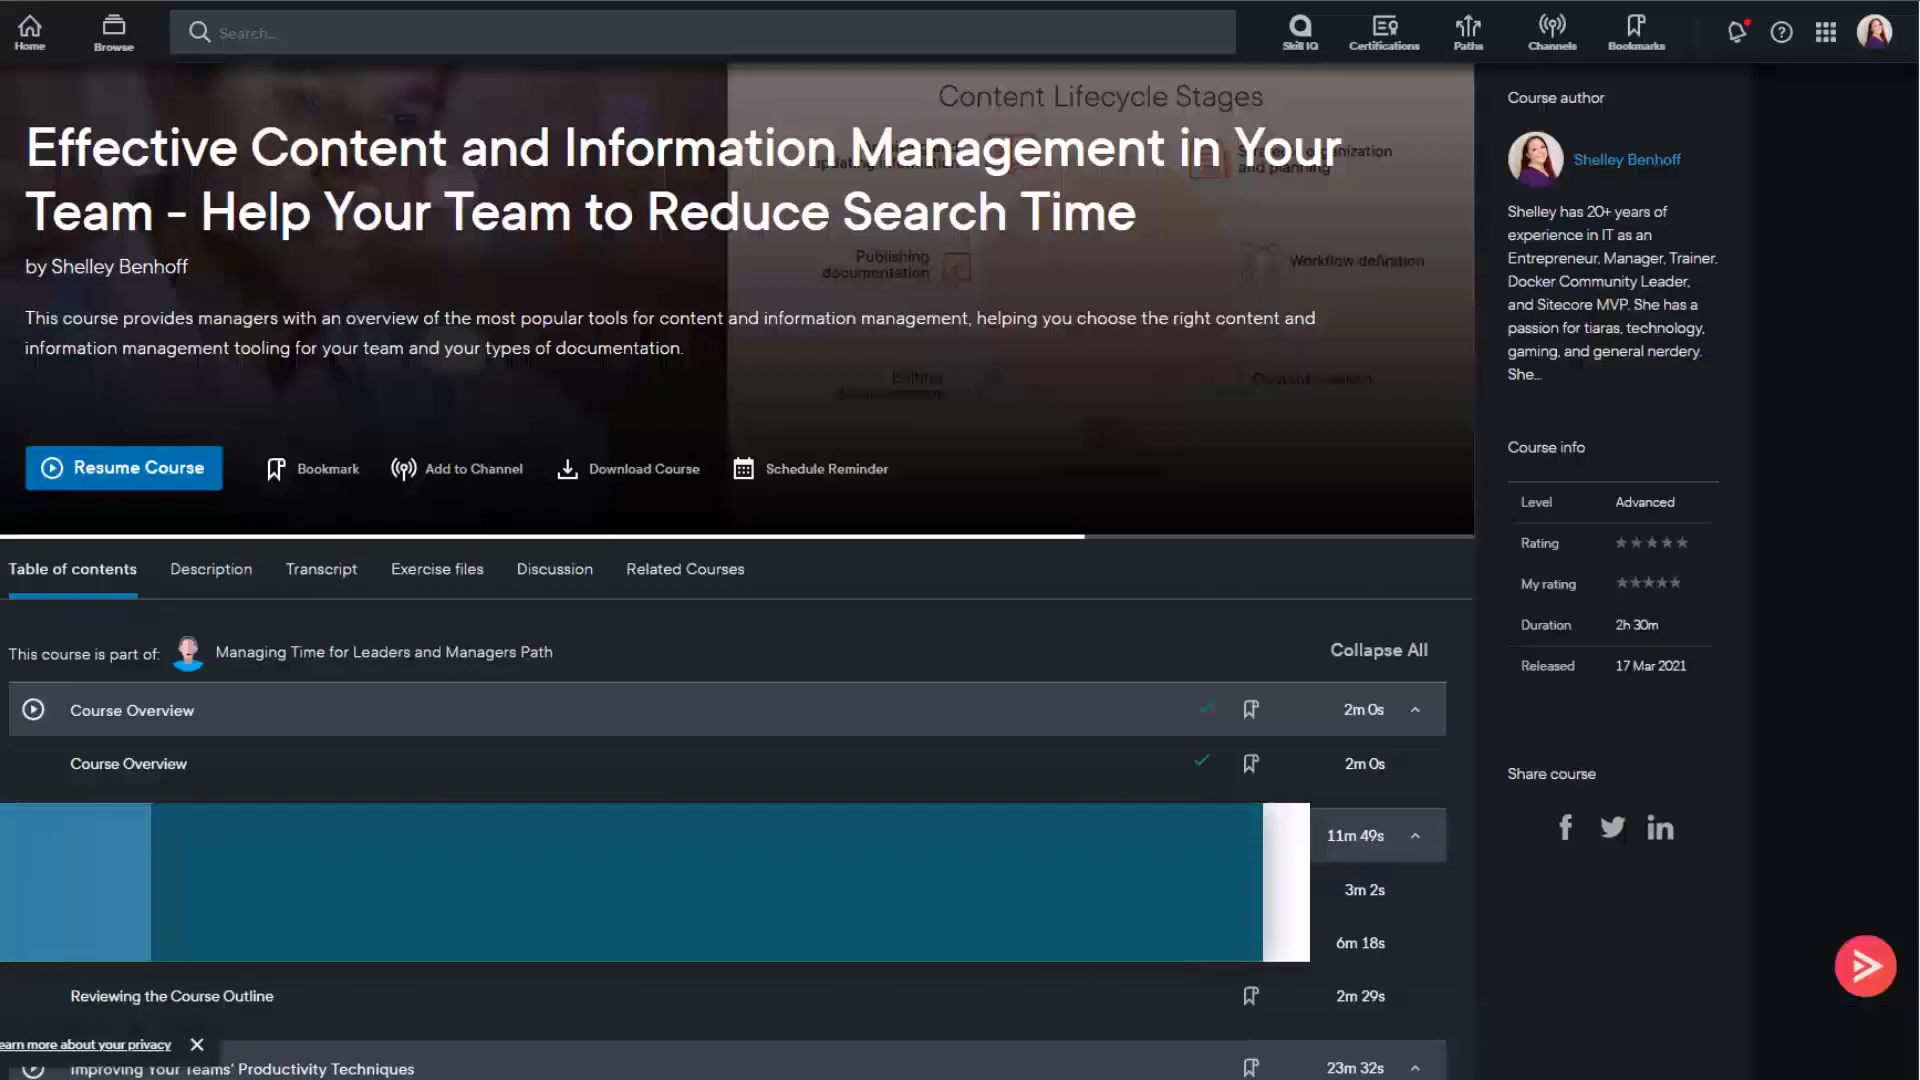 Home
Browse
Search...
Skill IQ
Certifications
Paths
Channels
Bookmarks
Content Lifecycle Stages
Effective Content and Information Management in Your
Team - Help Your Team to Reduce Search Time
and planning
Publishing
documentation
Workflow definition
by Shelley Benhoff
This course provides managers with an overview of the most popular tools for content and information management, helping you choose the right content and
information management tooling for your team and your types of documentation.
Resume Course
Bookmark
Add to Channel
Download Course
Schedule Reminder
Table of contents
Description
Transcript
Exercise files
Discussion
Related Courses
This course is part of:
Managing Time for Leaders and Managers Path
Collapse All
Course Overview
2m 0s
Course Overview
2m 0s
11m 49s
3m 2s
6m 18s
Reviewing the Course Outline
2m 29s
earn more about your privacy
Improving Your Teams' Productivity Techniques
23m 32s
Course author
Shelley Benhoff
Shelley has 20+ years of
experience in IT as an
Entrepreneur, Manager, Trainer,
Docker Community Leader,
and Sitecore MVP. She has a
passion for tiaras, technology,
gaming, and general nerdery.
She...
Course info
Level Advanced
Rating
My rating
Duration 2h 30m
Released 17 Mar 2021
Share course